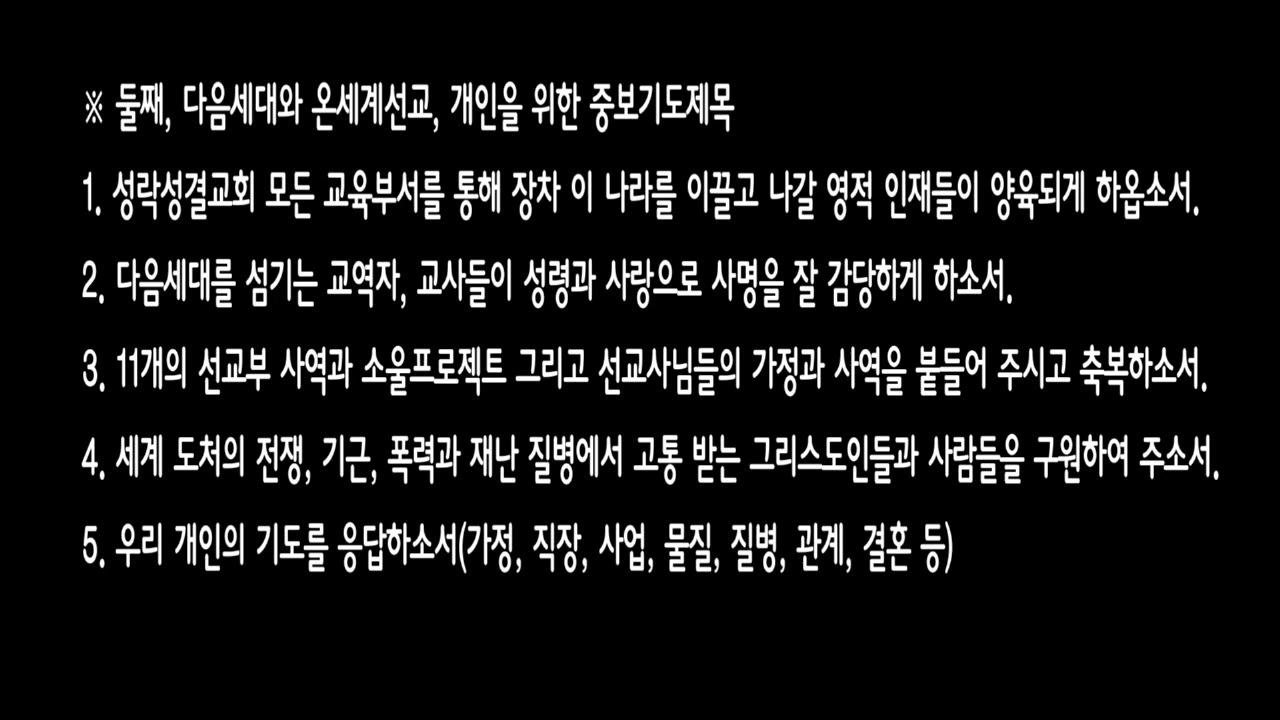 ※ 둘째, 다음세대와 온세계선교, 개인을 위한 중보기도제목
1. 성락성결교회 모든 교육부서를 통해 장차 이 나라를 이끌고 나갈 영적 인재들이 양육되게 하옵소서.
2. 다음세대를 섬기는 교역자, 교사들이 성령과 사랑으로 사명을 잘 감당하게 하소서.
3. 11개의 선교부 사역과 소울프로젝트 그리고 선교사님들의 가정과 사역을 붙들어 주시고 축복하소서.
4. 세계 도처의 전쟁, 기근, 폭력과 재난 질병에서 고통 받는 그리스도인들과 사람들을 구원하여 주소서.
5. 우리 개인의 기도를 응답하소서(가정, 직장, 사업, 물질, 질병, 관계, 결혼 등)